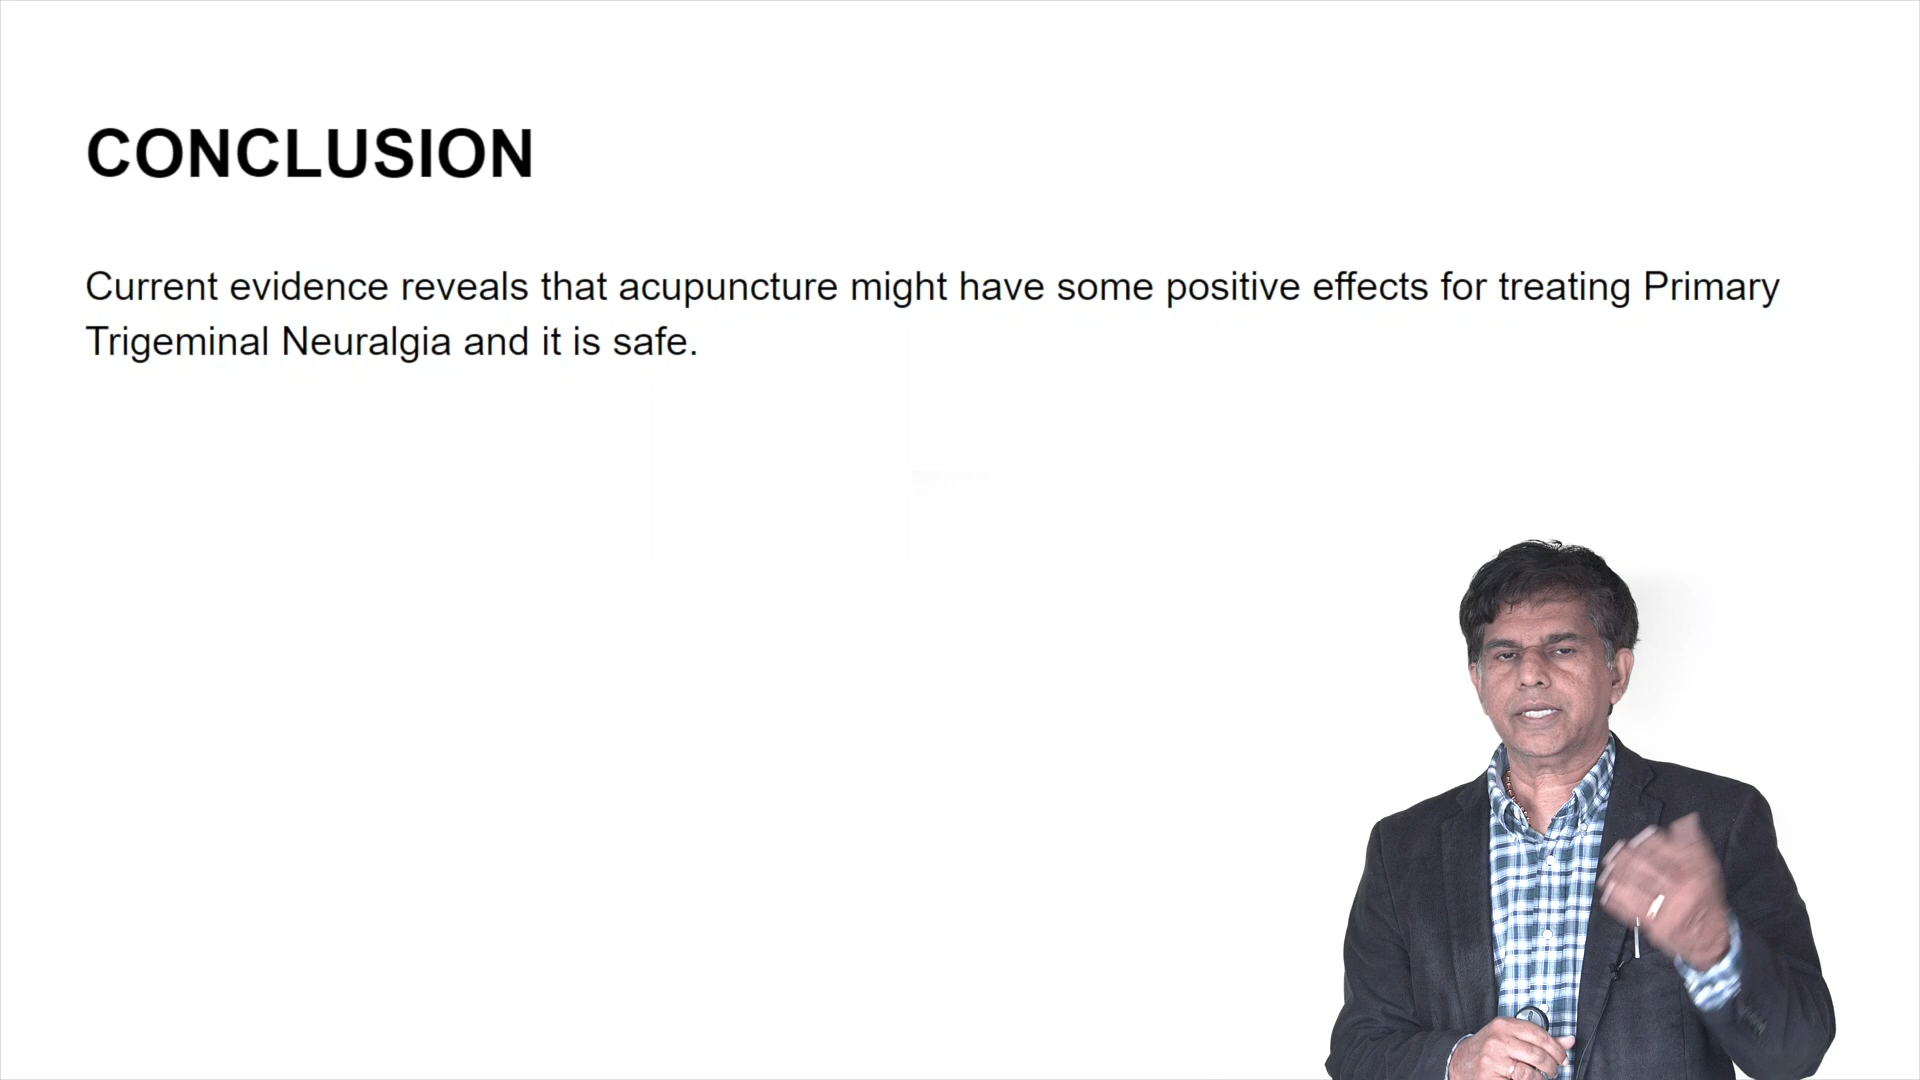 CONCLUSION
Current evidence reveals that acupuncture might have some positive effects for treating Primary
Trigeminal Neuralgia and it is safe.